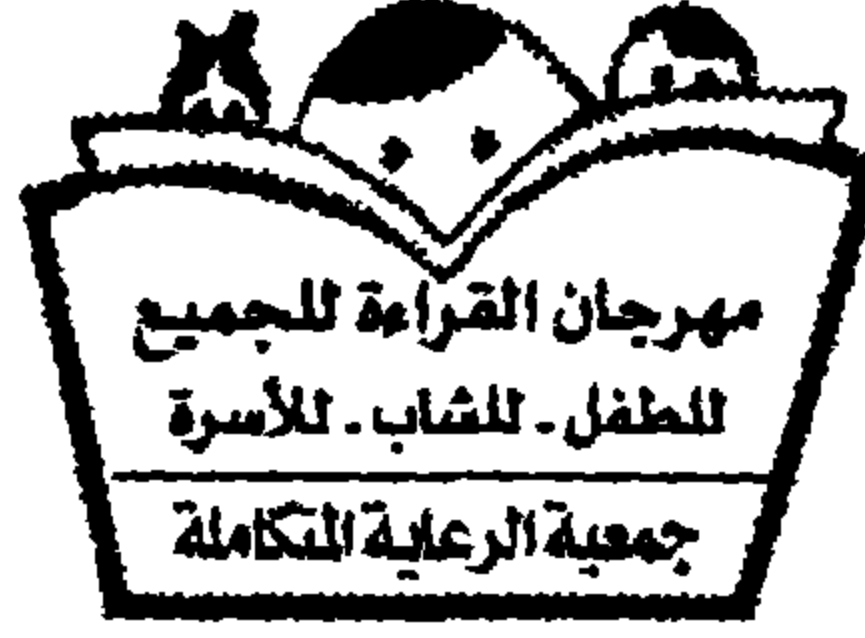 مهرجان القراءة للجميع
للطفل . للشاب . للأسرة
جمعية الرعاية المتكاملة